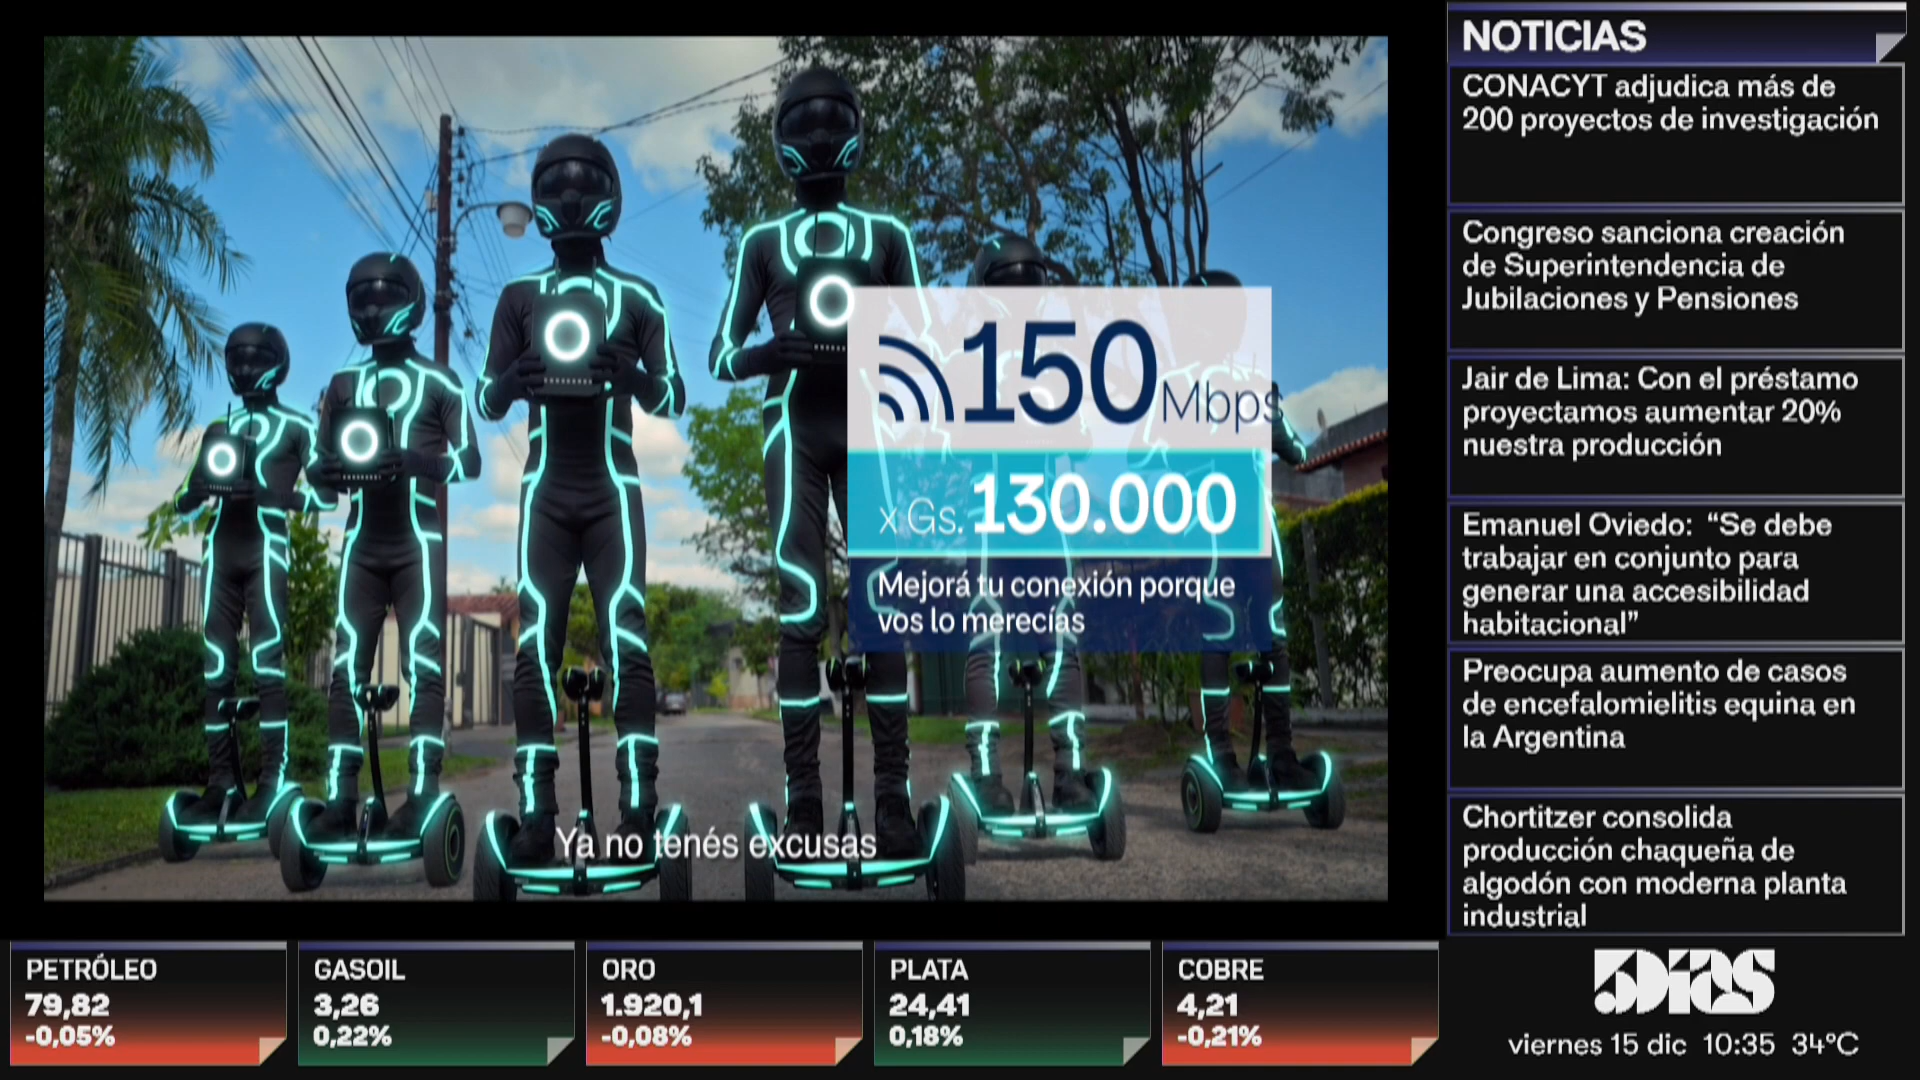 150 Mbps
x Gs. 130.000
Mejorá tu conexión porque
vos lo merecías
Ya no tenés excusas
NOTICIAS
CONACYT adjudica más de
200 proyectos de investigación
Congreso sanciona creación
de Superintendencia de
Jubilaciones y Pensiones
Jair de Lima: Con el préstamo
proyectamos aumentar 20%
nuestra producción
Emanuel Oviedo: “Se debe
trabajar en conjunto para
generar una accesibilidad
habitacional”
Preocupa aumento de casos
de encefalomielitis equina en
la Argentina
Chortitzer consolida
producción chaqueña de
algodón con moderna planta
industrial
PETRÓLEO
79,82
-0,05%
GASOIL
3,26
0,22%
ORO
1.920,1
-0,08%
PLATA
24,41
0,18%
COBRE
4,21
-0,21%
5Días
viernes 15 dic 10:35 34°C